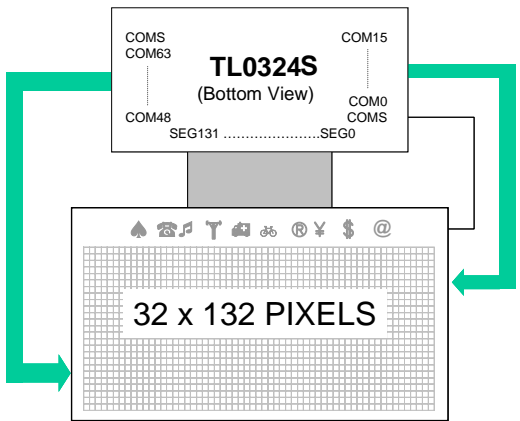 COMS
COM63
COM48
TL0324S
(Bottom View)
COM15
COM0
COMS
SEG131 ........................SEG0
® ¥ $ @
32 x 132 PIXELS